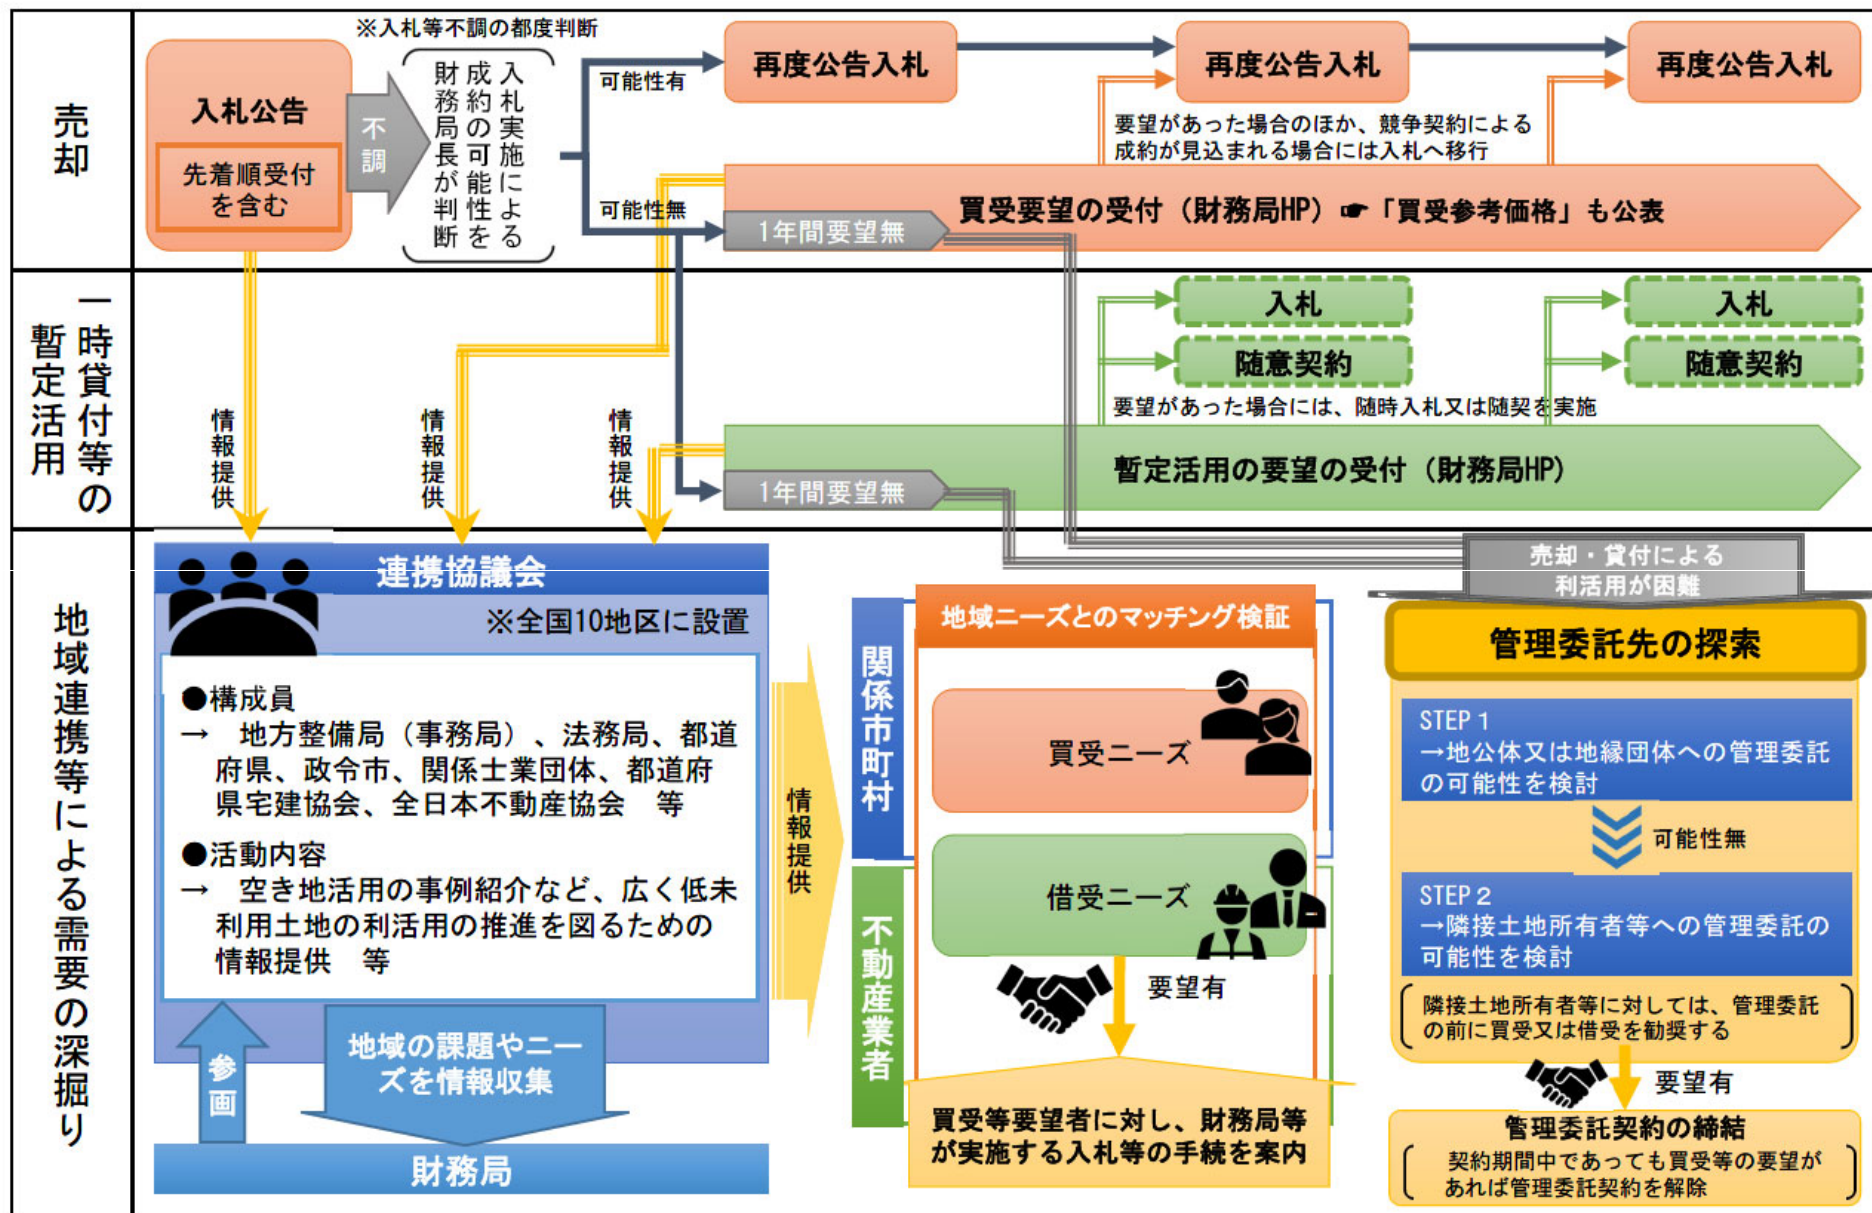 売却
※入札等不調の都度判断
入札公告
先着順受付
を含む
不調
入札実施による
成約の可能性を
財務局長が判断
可能性有
可能性無
再度公告入札
再度公告入札
再度公告入札
要望があった場合のほか、競争契約による
成約が見込まれる場合には入札へ移行
買受要望の受付（財務局HP）☛「買受参考価格」も公表
1年間要望無
一時貸付等の
暫定活用
情報提供
情報提供
情報提供
入札
随意契約
入札
随意契約
要望があった場合には、随時入札又は随契を実施
暫定活用の要望の受付（財務局HP）
1年間要望無
地域連携等による需要の深掘り
連携協議会
※全国10地区に設置
●構成員
→　地方整備局（事務局）、法務局、都道
府県、政令市、関係士業団体、都道府
県宅建協会、全日本不動産協会　等
●活動内容
→　空き地活用の事例紹介など、広く低未
利用土地の利活用の推進を図るための
情報提供　等
参画
地域の課題やニー
ズを情報収集
財務局
情報提供
関係市町村
不動産業者
地域ニーズとのマッチング検証
買受ニーズ
借受ニーズ
要望有
買受等要望者に対し、財務局等
が実施する入札等の手続を案内
売却・貸付による
利活用が困難
管理委託先の探索
STEP１
→地公体又は地縁団体への管理委託
の可能性を検討
可能性無
STEP２
→隣接土地所有者等への管理委託の
可能性を検討
隣接土地所有者等に対しては、管理委託
の前に買受又は借受を勧奨する
要望有
管理委託契約の締結
契約期間中であっても買受等の要望が
あれば管理委託契約を解除